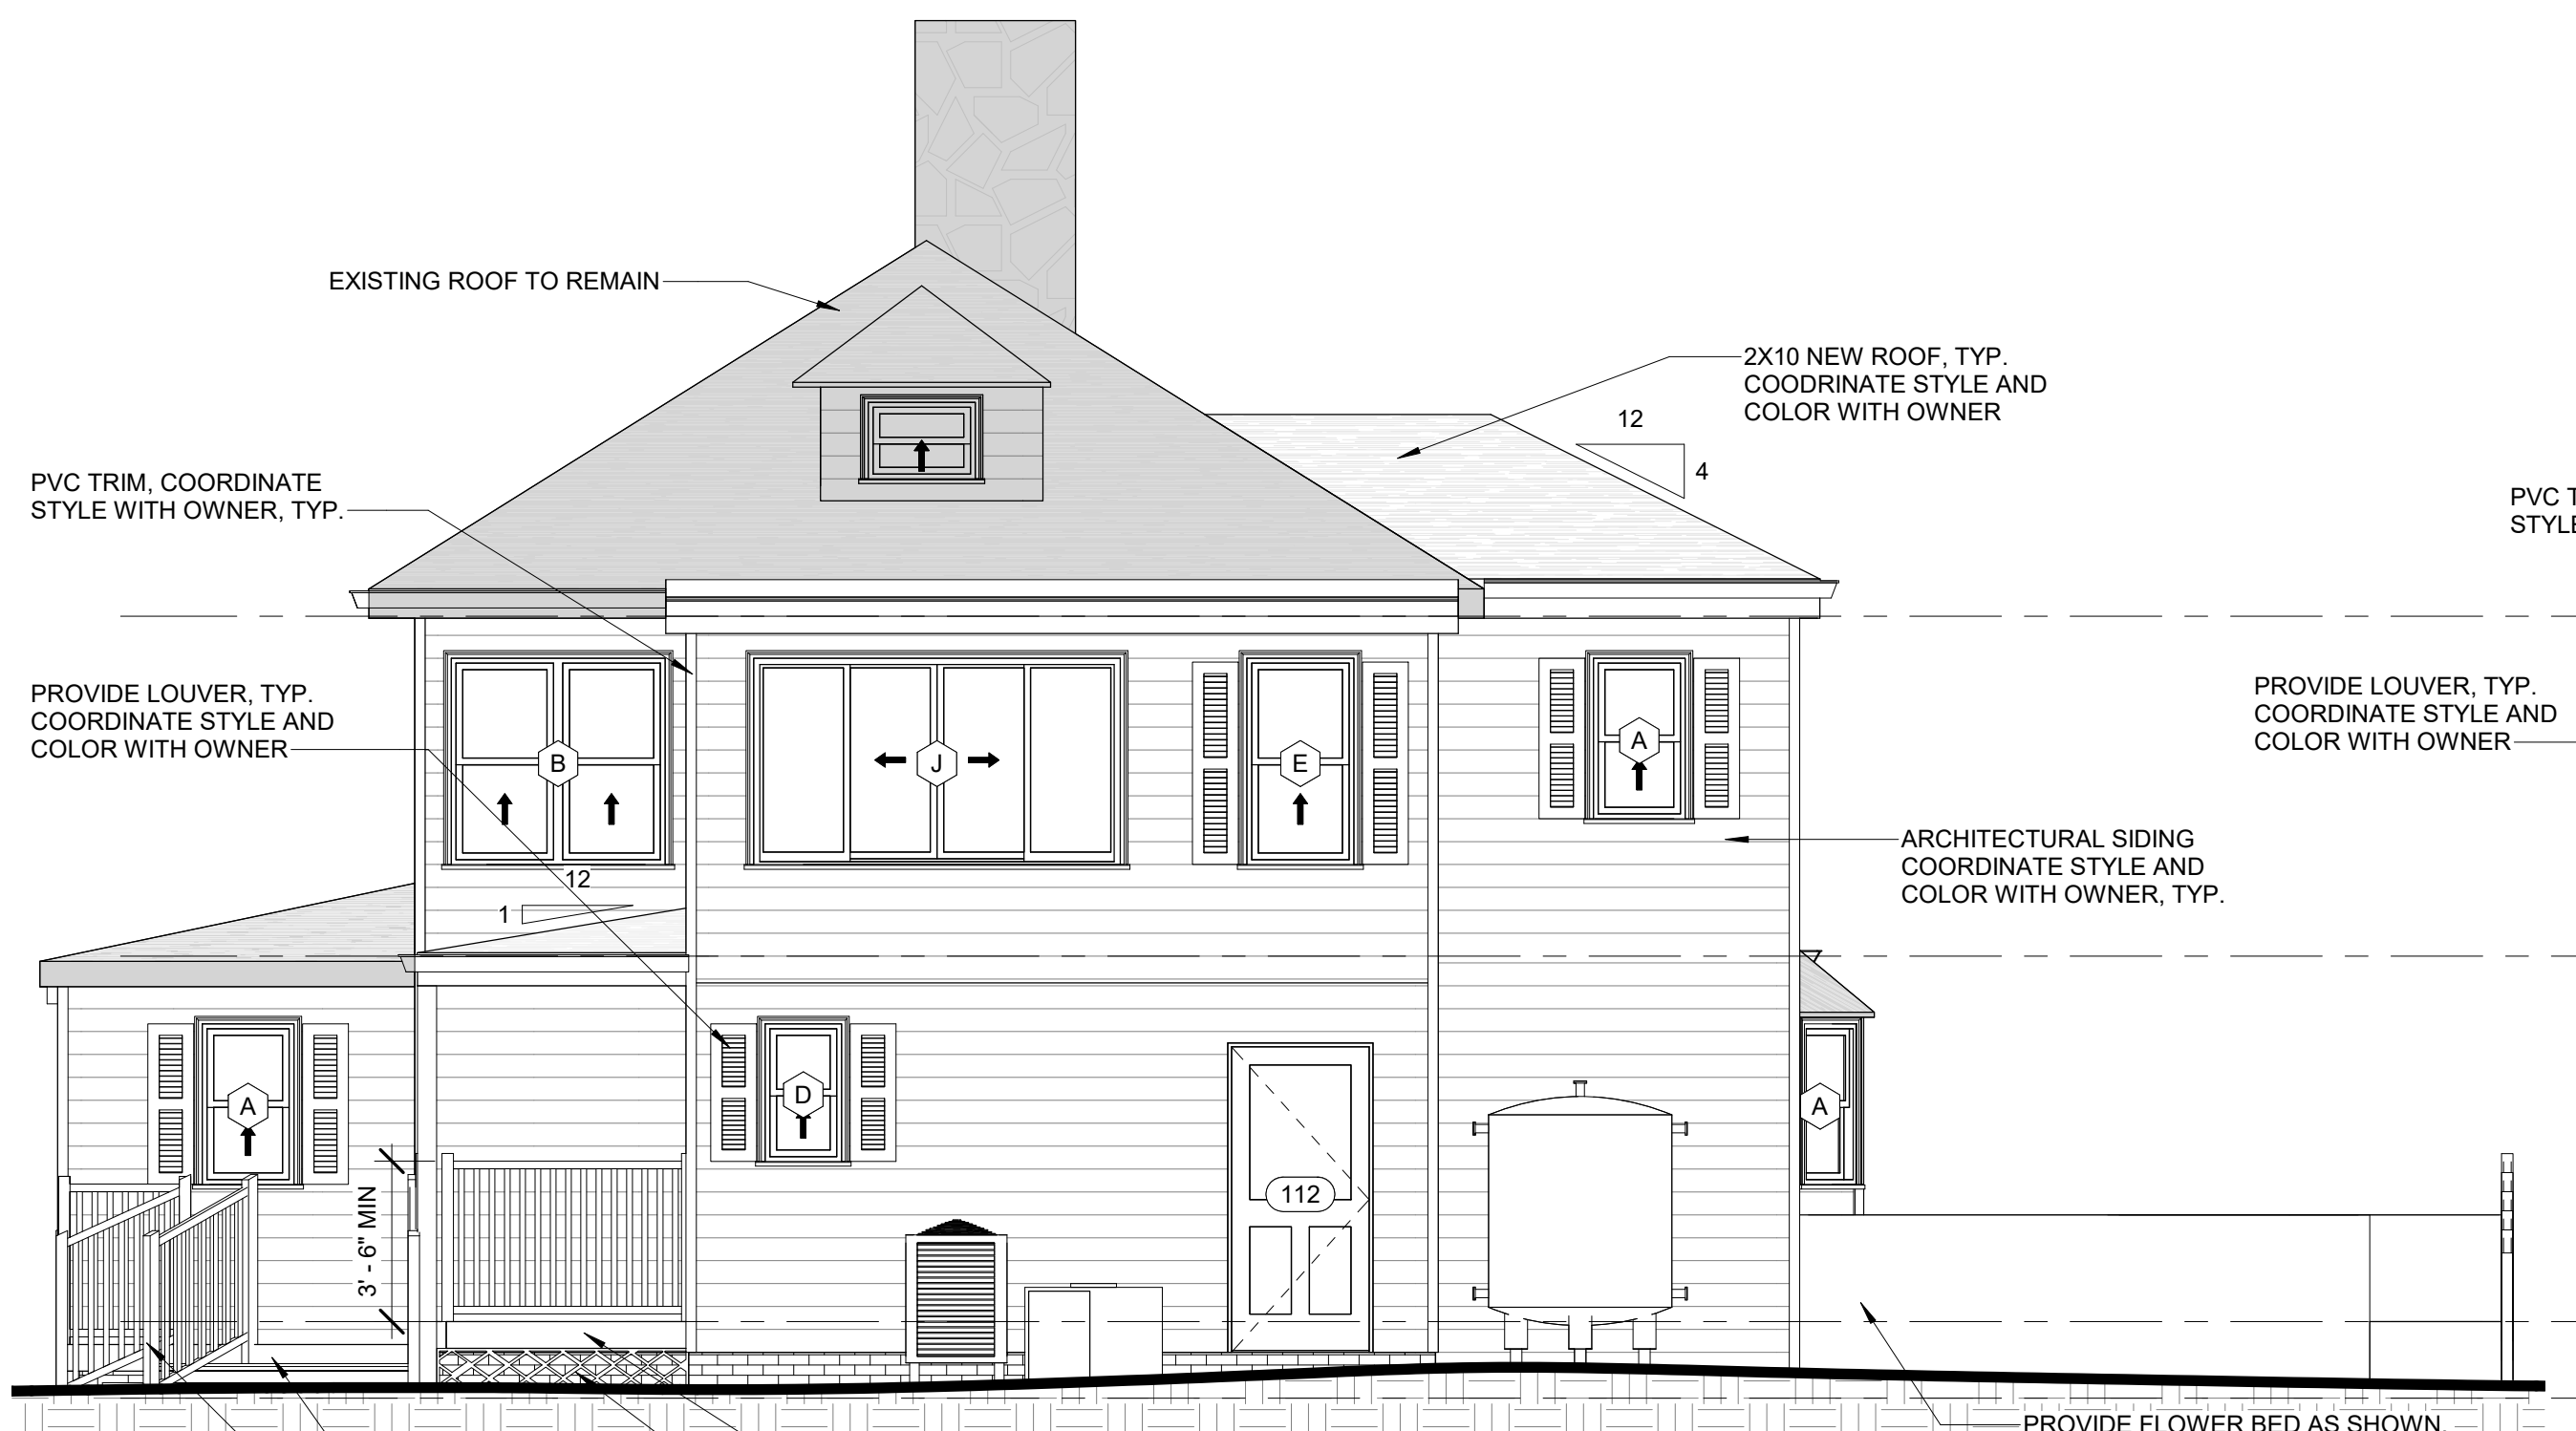 EXISTING ROOF TO REMAIN
2X10 NEW ROOF, TYP.
COODRINATE STYLE AND
COLOR WITH OWNER
12
4
PVC TRIM, COORDINATE
STYLE WITH OWNER, TYP.
PVC T
STYLE
PROVIDE LOUVER, TYP.
COORDINATE STYLE AND
COLOR WITH OWNER
PROVIDE LOUVER, TYP.
COORDINATE STYLE AND
COLOR WITH OWNER
B
J
E
A
ARCHITECTURAL SIDING
COORDINATE STYLE AND
COLOR WITH OWNER, TYP.
12
1
A
D
A
112
3' - 6" MIN
PROVIDE FLOWER BED AS SHOWN.